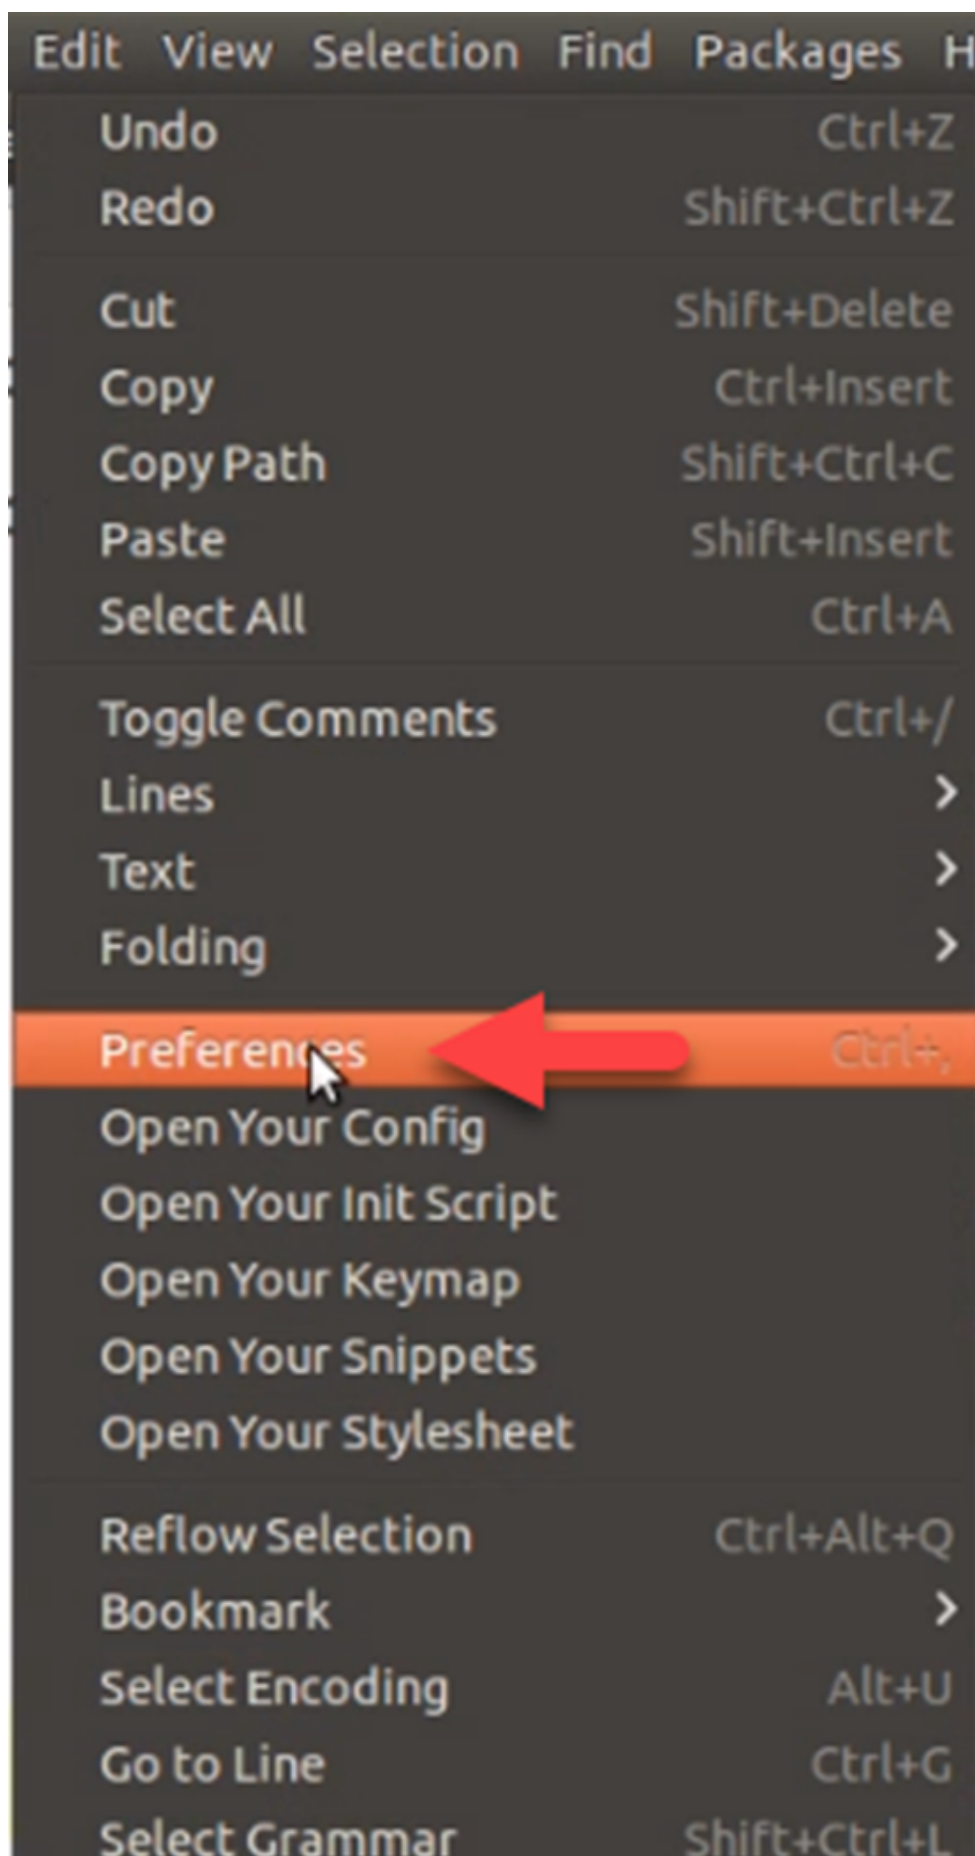 Edit View Selection Find Packages H
Undo Ctrl+Z
Redo Shift+Ctrl+Z
Cut Shift+Delete
Copy Ctrl+Insert
Copy Path Shift+Ctrl+C
Paste Shift+Insert
Select All Ctrl+A
Toggle Comments Ctrl+/
Lines
Text
Folding
Preferences Ctrl+,
Open Your Config
Open Your Init Script
Open Your Keymap
Open Your Snippets
Open Your Stylesheet
Reflow Selection Ctrl+Alt+Q
Bookmark
Select Encoding Alt+U
Go to Line Ctrl+G
Select Grammar Shift+Ctrl+L